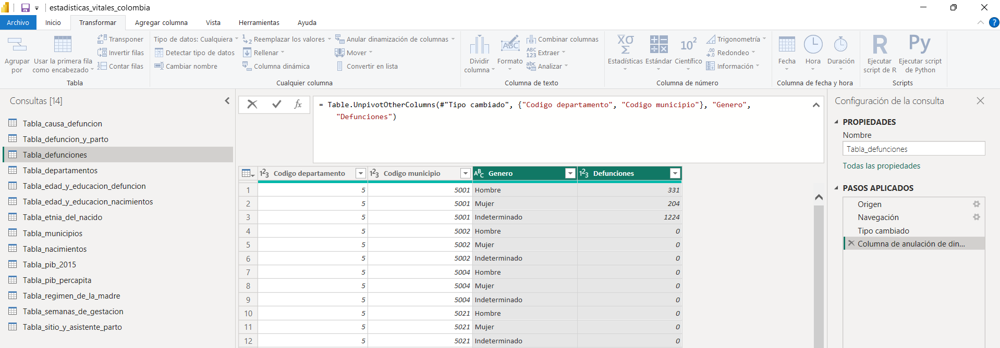 estadisticas_vitales_colombia
Archivo Inicio Transformar Agregar columna Vista Herramientas Ayuda
?
Agrupar por
Usar la primera fila como encabezado
Transponer
Invertir filas
Contar filas
Tabla
Tipo de datos: Cualquiera
Detectar tipo de datos
Cambiar nombre
Reemplazar los valores
Rellenar
Columna dinámica
Anular dinamización de columnas
Mover
Convertir en lista
Cualquier columna
Dividir columna
Formato
Combinar columnas
Extraer
Analizar
Columna de texto
Estadísticas
Estándar
Científico
Trigonometría
Redondeo
Información
Columna de número
Fecha
Hora
Duración
Columna de fecha y hora
Ejecutar script de R
Ejecutar script de Python
Scripts
Consultas [14]
Tabla_causa_defuncion
Tabla_defuncion_y_parto
Tabla_defunciones
Tabla_departamentos
Tabla_edad_y_educacion_defuncion
Tabla_edad_y_educacion_nacimientos
Tabla_etnia_del_nacido
Tabla_municipios
Tabla_nacimientos
Tabla_pib_2015
Tabla_pib_percapita
Tabla_regimen_de_la_madre
Tabla_semanas_de_gestacion
Tabla_sitio_y_asistente_parto
fx
= Table.UnpivotOtherColumns(#"Tipo cambiado", {"Codigo departamento", "Codigo municipio"}, "Genero",
"Defunciones")
Codigo departamento Codigo municipio Genero Defunciones
1 5 5001 Hombre 331
2 5 5001 Mujer 204
3 5 5001 Indeterminado 1224
4 5 5002 Hombre 0
5 5 5002 Mujer 0
6 5 5002 Indeterminado 0
7 5 5004 Hombre 0
8 5 5004 Mujer 0
9 5 5004 Indeterminado 0
10 5 5021 Hombre 0
11 5 5021 Mujer 0
12 5 5021 Indeterminado 0
Configuración de la consulta
PROPIEDADES
Nombre
Tabla_defunciones
Todas las propiedades
PASOS APLICADOS
Origen
Navegación
Tipo cambiado
Columna de anulación de din...